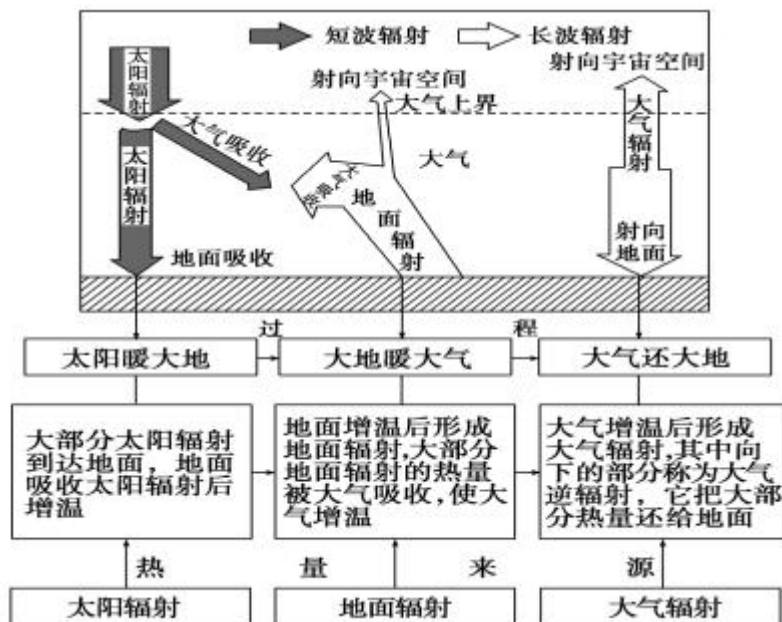 短波辐射
长波辐射
太阳辐射
射向宇宙空间
射向宇宙空间
大气上界
大气吸收
太阳辐射
大气
大气吸收
地面辐射
大气辐射
射向
地面
地面吸收
过
程
太阳暖大地
大地暖大气
大气还大地
大部分太阳辐射
到达地面，地面
吸收太阳辐射后
增温
地面增温后形成
地面辐射,大部分
地面辐射的热量
被大气吸收,使大
气增温
大气增温后形成
大气辐射,其中向
下的部分称为大气
逆辐射，它把大部
分热量还给地面
热
量
来
源
太阳辐射
地面辐射
大气辐射